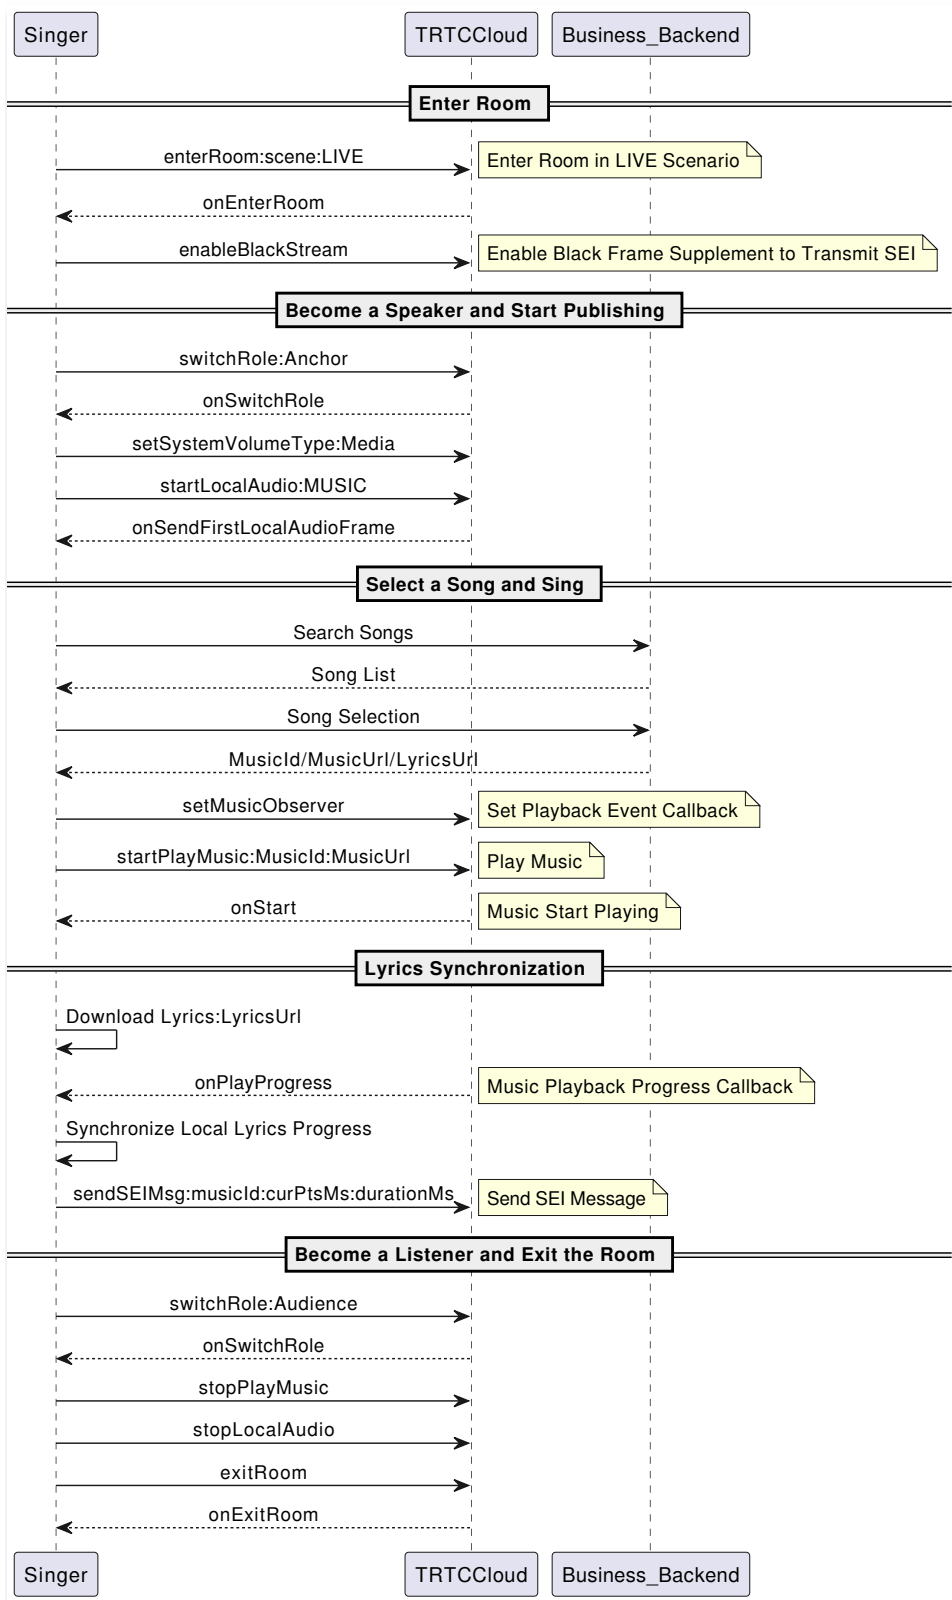 Singer
TRTCCloud
Business_Backend
Enter Room
enterRoom:scene:LIVE
Enter Room in LIVE Scenario
onEnterRoom
enableBlackStream
Enable Black Frame Supplement to Transmit SEI
Become a Speaker and Start Publishing
switchRole:Anchor
onSwitchRole
setSystemVolumeType:Media
startLocalAudio:MUSIC
onSendFirstLocalAudioFrame
Select a Song and Sing
Search Songs
Song List
Song Selection
MusicId/MusicUrl/LyricsUrl
setMusicObserver
Set Playback Event Callback
startPlayMusic:MusicId:MusicUrl
Play Music
onStart
Music Start Playing
Lyrics Synchronization
Download Lyrics:LyricsUrl
onPlayProgress
Music Playback Progress Callback
Synchronize Local Lyrics Progress
sendSEIMsg:musicId:curPtsMs:durationMs
Send SEI Message
Become a Listener and Exit the Room
switchRole:Audience
onSwitchRole
stopPlayMusic
stopLocalAudio
exitRoom
onExitRoom
Singer
TRTCCloud
Business_Backend